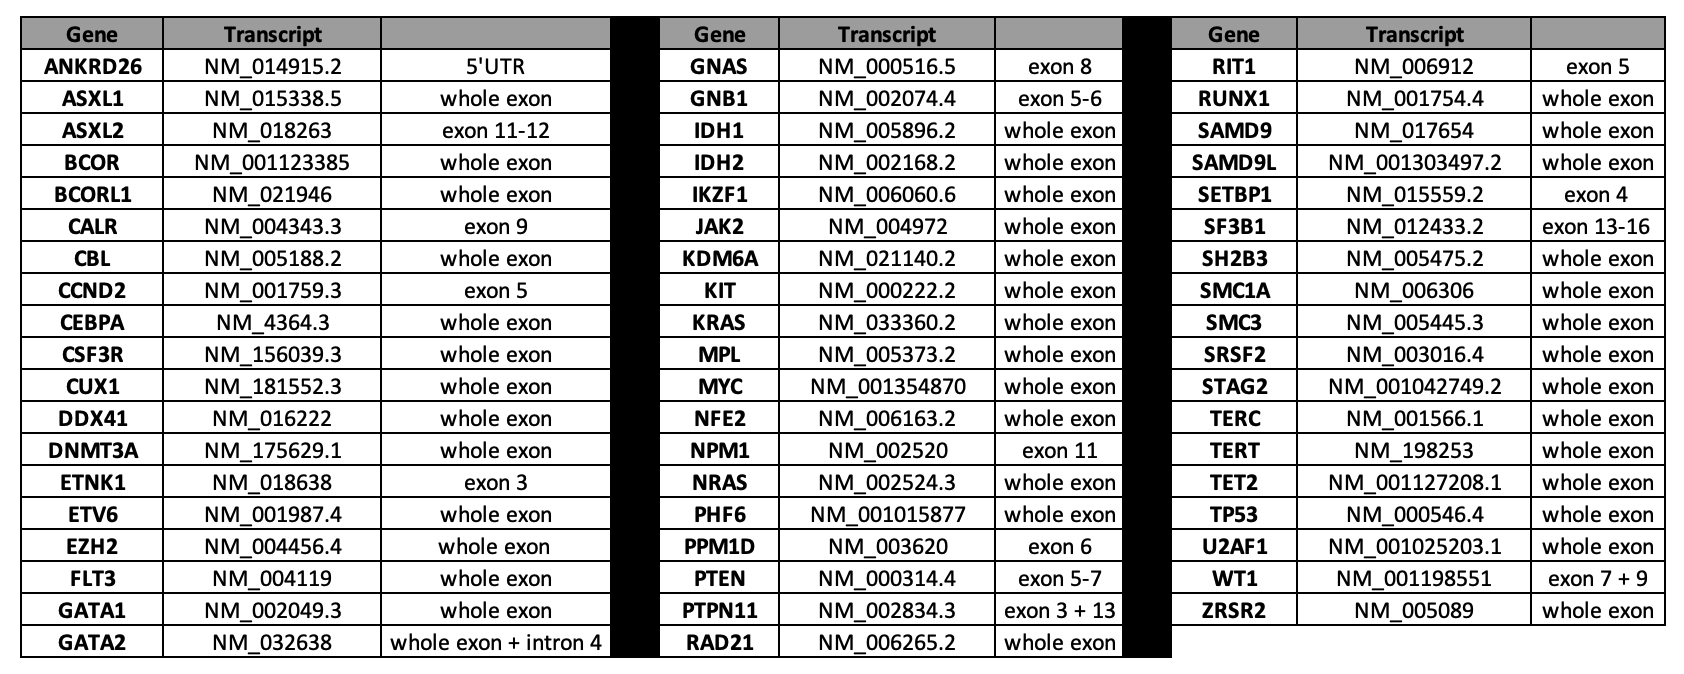 Gene Transcript Gene Transcript Gene Transcript
ANKRD26 NM_014915.2 5'UTR GNAS NM_000516.5 exon 8 RIT1 NM_006912 exon 5
ASXL1 NM_015338.5 whole exon GNB1 NM_002074.4 exon 5-6 RUNX1 NM_001754.4 whole exon
ASXL2 NM_018263 exon 11-12 IDH1 NM_005896.2 whole exon SAMD9 NM_017654 whole exon
BCOR NM_001123385 whole exon IDH2 NM_002168.2 whole exon SAMD9L NM_001303497.2 whole exon
BCORL1 NM_021946 whole exon IKZF1 NM_006060.6 whole exon SETBP1 NM_015559.2 exon 4
CALR NM_004343.3 exon 9 JAK2 NM_004972 whole exon SF3B1 NM_012433.2 exon 13-16
CBL NM_005188.2 whole exon KDM6A NM_021140.2 whole exon SH2B3 NM_005475.2 whole exon
CCND2 NM_001759.3 exon 5 KIT NM_000222.2 whole exon SMC1A NM_006306 whole exon
CEBPA NM_4364.3 whole exon KRAS NM_033360.2 whole exon SMC3 NM_005445.3 whole exon
CSF3R NM_156039.3 whole exon MPL NM_005373.2 whole exon SRSF2 NM_003016.4 whole exon
CUX1 NM_181552.3 whole exon MYC NM_001354870 whole exon STAG2 NM_001042749.2 whole exon
DDX41 NM_016222 whole exon NFE2 NM_006163.2 whole exon TERC NM_001566.1 whole exon
DNMT3A NM_175629.1 whole exon NPM1 NM_002520 exon 11 TERT NM_198253 whole exon
ETNK1 NM_018638 exon 3 NRAS NM_002524.3 whole exon TET2 NM_001127208.1 whole exon
ETV6 NM_001987.4 whole exon PHF6 NM_001015877 whole exon TP53 NM_000546.4 whole exon
EZH2 NM_004456.4 whole exon PPM1D NM_003620 exon 6 U2AF1 NM_001025203.1 whole exon
FLT3 NM_004119 whole exon PTEN NM_000314.4 exon 5-7 WT1 NM_001198551 exon 7 + 9
GATA1 NM_002049.3 whole exon PTPN11 NM_002834.3 exon 3 + 13 ZRSR2 NM_005089 whole exon
GATA2 NM_032638 whole exon + intron 4 RAD21 NM_006265.2 whole exon